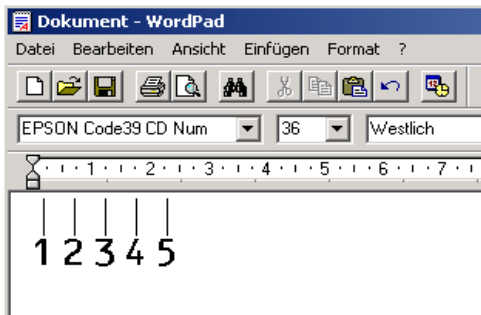 Dokument - WordPad
Datei Bearbeiten Ansicht Einfügen Format ?
EPSON Code39 CD Num 36 Westlich
1 2 3 4 5 6 7
1 2 3 4 5